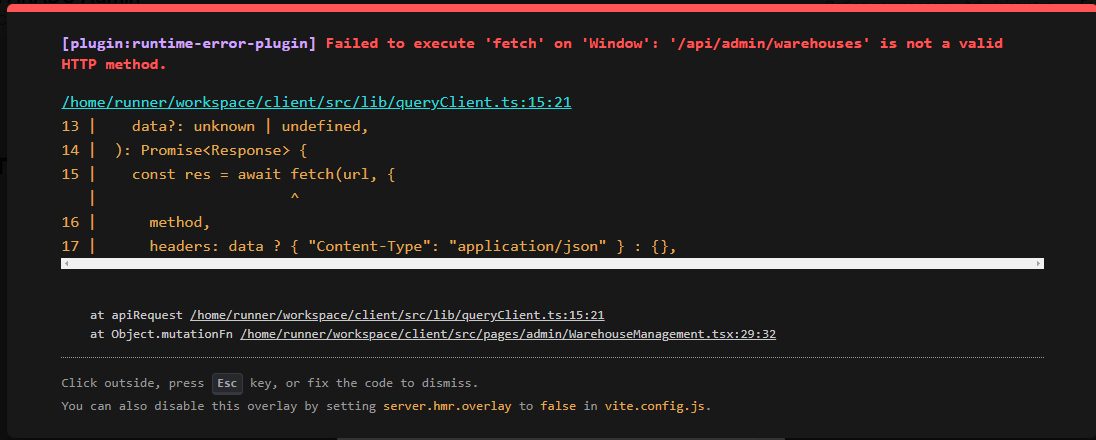 [plugin:runtime-error-plugin] Failed to execute 'fetch' on 'Window': '/api/admin/warehouses' is not a valid
HTTP method.
/home/runner/workspace/client/src/lib/queryClient.ts:15:21
13 |    data?: unknown | undefined,
14 |  ): Promise<Response> {
15 |    const res = await fetch(url, {
   |                      ^
16 |      method,
17 |      headers: data ? { "Content-Type": "application/json" } : {},
at apiRequest /home/runner/workspace/client/src/lib/queryClient.ts:15:21
at Object.mutationFn /home/runner/workspace/client/src/pages/admin/WarehouseManagement.tsx:29:32
Click outside, press Esc key, or fix the code to dismiss.
You can also disable this overlay by setting server.hmr.overlay to false in vite.config.js.